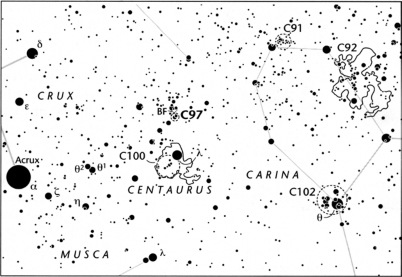 C91
C92
δ
CRUX
ε
BF
C97
Acrux
C100
λ
θ² θ¹
α
ζ
CENTAURUS
CARINA
C102
η
θ
MUSCA
λ